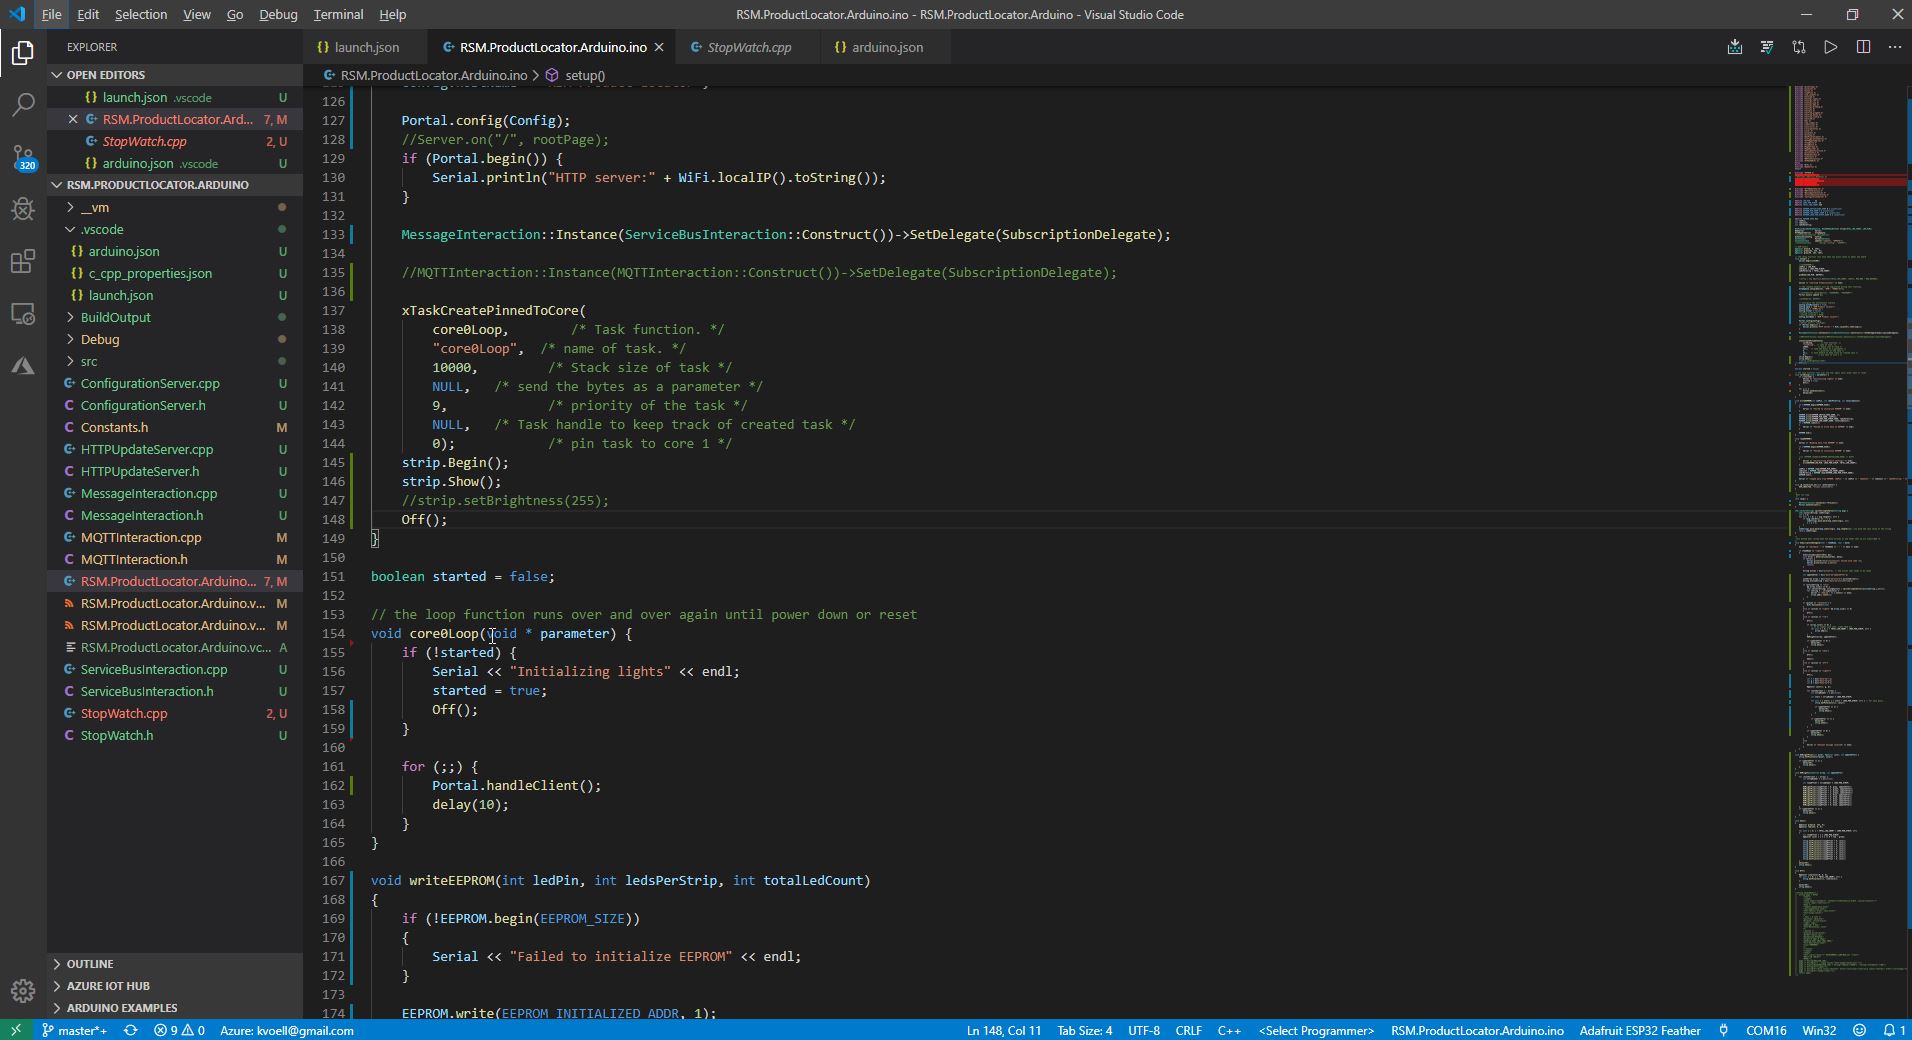 File Edit Selection View Go Debug Terminal Help
RSM.ProductLocator.Arduino.ino - RSM.ProductLocator.Arduino - Visual Studio Code
EXPLORER
OPEN EDITORS
launch.json .vscode U
RSM.ProductLocator.Ard... 7, M
StopWatch.cpp 2, U
arduino.json .vscode U
RSM.PRODUCTLOCATOR.ARDUINO
__vm
.vscode
arduino.json U
c_cpp_properties.json U
launch.json U
BuildOutput
Debug
src
ConfigurationServer.cpp U
ConfigurationServer.h U
Constants.h M
HTTPUpdateServer.cpp U
HTTPUpdateServer.h U
MessageInteraction.cpp U
MessageInteraction.h U
MQTTInteraction.cpp M
MQTTInteraction.h M
RSM.ProductLocator.Arduino... 7, M
RSM.ProductLocator.Arduino.v... M
RSM.ProductLocator.Arduino.v... M
RSM.ProductLocator.Arduino.vc... A
ServiceBusInteraction.cpp U
ServiceBusInteraction.h U
StopWatch.cpp 2, U
StopWatch.h U
OUTLINE
AZURE IOT HUB
ARDUINO EXAMPLES
320
launch.json
RSM.ProductLocator.Arduino.ino
StopWatch.cpp
arduino.json
RSM.ProductLocator.Arduino.ino > setup()
126
127 Portal.config(Config);
128 //Server.on("/", rootPage);
129 if (Portal.begin()) {
130 Serial.println("HTTP server:" + WiFi.localIP().toString());
131 }
132
133 MessageInteraction::Instance(ServiceBusInteraction::Construct())->SetDelegate(SubscriptionDelegate);
134
135 //MQTTInteraction::Instance(MQTTInteraction::Construct())->SetDelegate(SubscriptionDelegate);
136
137 xTaskCreatePinnedToCore(
138 core0Loop, /* Task function. */
139 "core0Loop", /* name of task. */
140 10000, /* Stack size of task */
141 NULL, /* send the bytes as a parameter */
142 9, /* priority of the task */
143 NULL, /* Task handle to keep track of created task */
144 0); /* pin task to core 1 */
145 strip.Begin();
146 strip.Show();
147 //strip.setBrightness(255);
148 Off();
149 }
150
151 boolean started = false;
152
153 // the loop function runs over and over again until power down or reset
154 void core0Loop(void * parameter) {
155 if (!started) {
156 Serial << "Initializing lights" << endl;
157 started = true;
158 Off();
159 }
160
161 for (;;) {
162 Portal.handleClient();
163 delay(10);
164 }
165 }
166
167 void writeEEPROM(int ledPin, int ledsPerStrip, int totalLedCount)
168 {
169 if (!EEPROM.begin(EEPROM_SIZE))
170 {
171 Serial << "Failed to initialize EEPROM" << endl;
172 }
173
174 EEPROM.write(EEPROM_INITIALIZED_ADDR, 1);
master*+ 9 0 Azure: kvoell@gmail.com
Ln 148, Col 11 Tab Size: 4 UTF-8 CRLF C++ <Select Programmer> RSM.ProductLocator.Arduino.ino Adafruit ESP32 Feather COM16 Win32 1